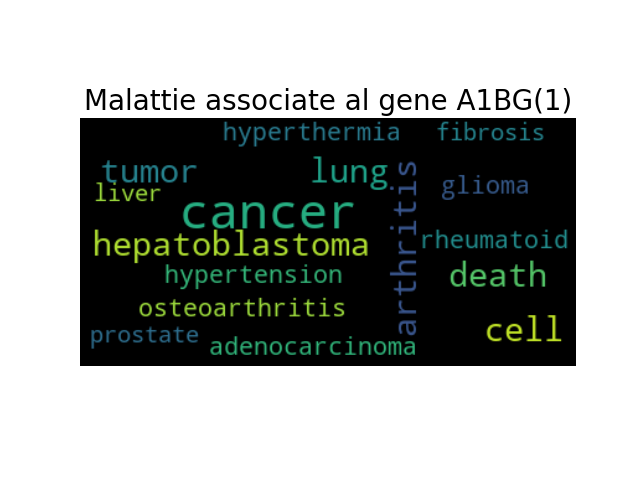 Malattie associate al gene A1BG(1)
hyperthermia
fibrosis
tumor
lung
arthritis
glioma
liver
cancer
hepatoblastoma
rheumatoid
hypertension
death
osteoarthritis
cell
prostate
adenocarcinoma